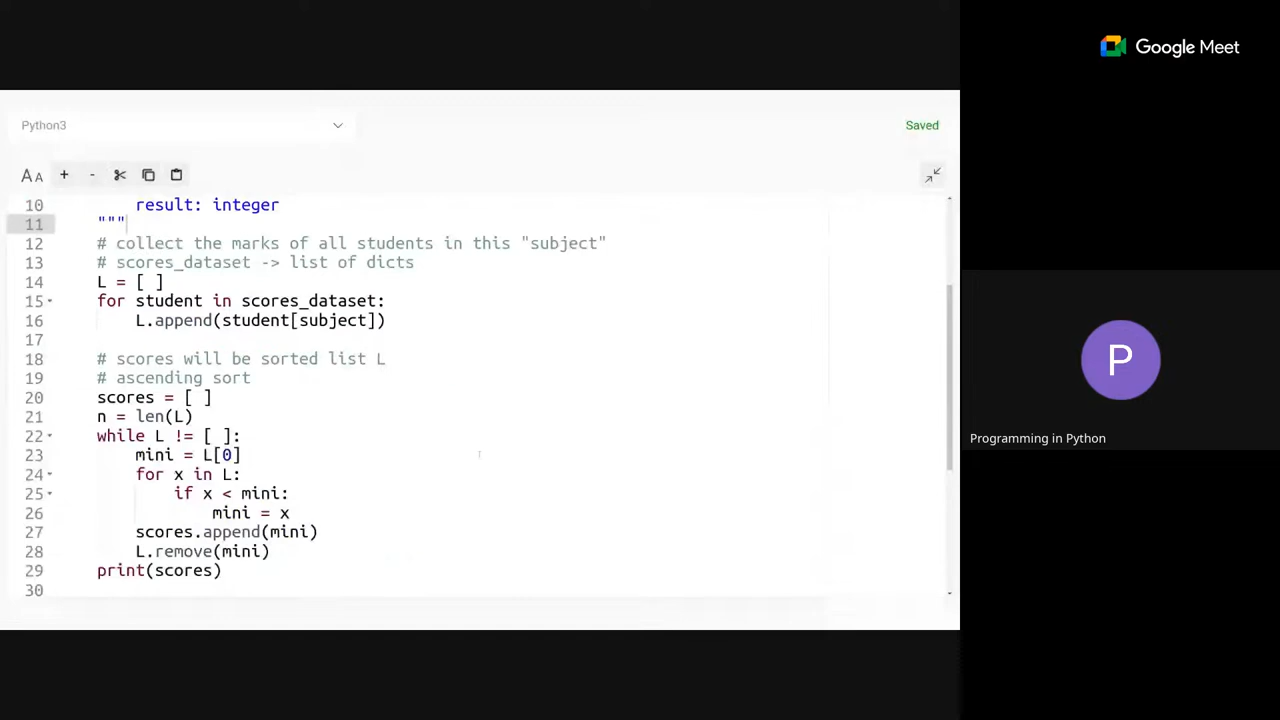 Google Meet
Python3
Saved
AA + -
10 result: integer
11 """
12 # collect the marks of all students in this "subject"
13 # scores_dataset -> list of dicts
14 L = [ ]
15 for student in scores_dataset:
16 L.append(student[subject])
17
18 # scores will be sorted list L
19 # ascending sort
20 scores = [ ]
21 n = len(L)
22 while L != [ ]:
23 mini = L[0]
24 for x in L:
25 if x < mini:
26 mini = x
27 scores.append(mini)
28 L.remove(mini)
29 print(scores)
30
P
Programming in Python